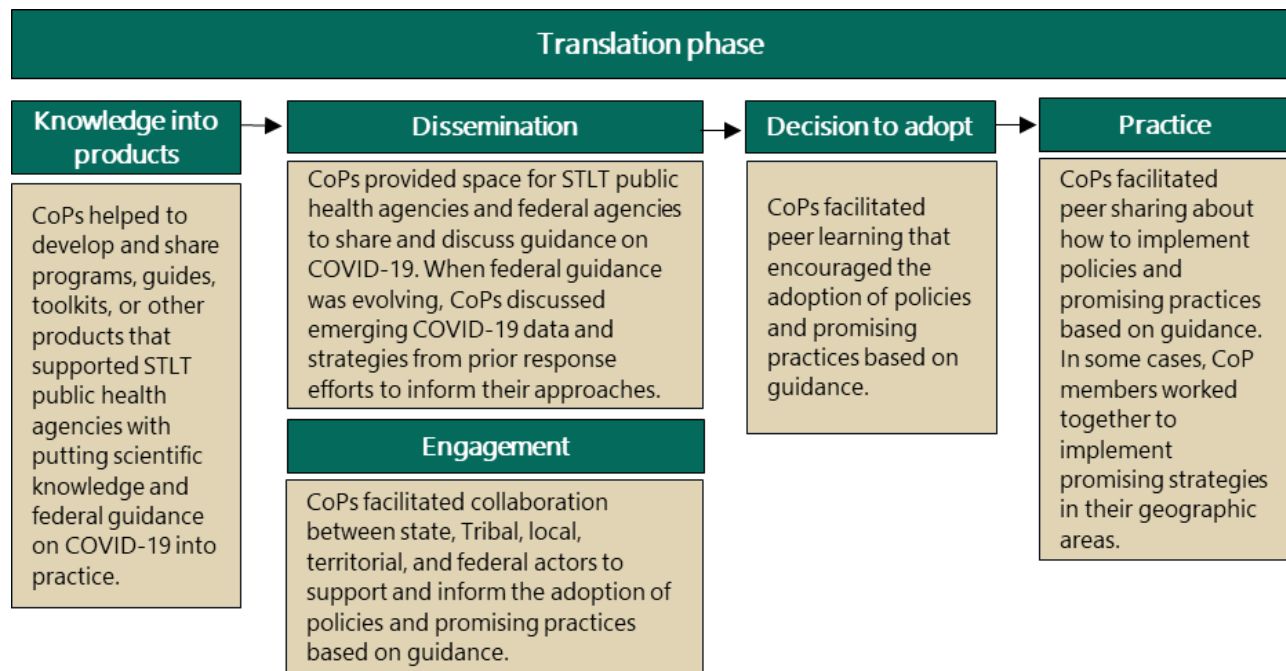 Translation phase
Knowledge into
products
CoPs helped to
develop and share
programs, guides,
toolkits, or other
products that
supported STLT
public health
agencies with
putting scientific
knowledge and
federal guidance
on COVID-19 into
practice.
Dissemination
CoPs provided space for STLT public
health agencies and federal agencies
to share and discuss guidance on
COVID-19. When federal guidance
was evolving, CoPs discussed
emerging COVID-19 data and
strategies from prior response
efforts to inform their approaches.
Engagement
CoPs facilitated collaboration
between state, Tribal, local,
territorial, and federal actors to
support and inform the adoption of
policies and promising practices
based on guidance.
Decision to adopt
CoPs facilitated
peer learning that
encouraged the
adoption of policies
and promising
practices based on
guidance.
Practice
CoPs facilitated
peer sharing about
how to implement
policies and
promising practices
based on guidance.
In some cases, CoP
members worked
together to
implement
promising strategies
in their geographic
areas.